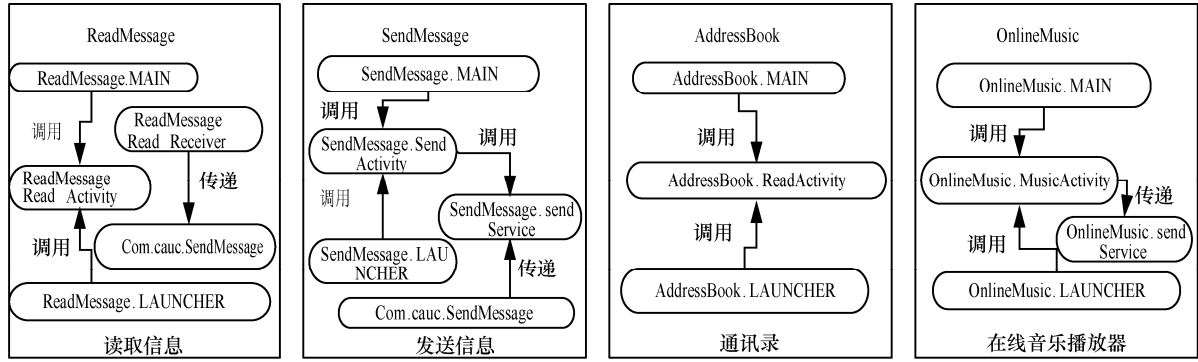 ReadMessage
ReadMessage.MAIN
调用
ReadMessage
Read Receiver
ReadMessage
Read Activity
传递
调用
Com.cauc.SendMessage
ReadMessage.LAUNCHER
读取信息
SendMessage
SendMessage.MAIN
调用
SendMessage.Send
Activity
调用
调用
SendMessage.send
Service
SendMessage.LAU
NCHER
传递
Com.cauc.SendMessage
发送信息
AddressBook
AddressBook.MAIN
调用
AddressBook.ReadActivity
调用
AddressBook.LAUNCHER
通讯录
OnlineMusic
OnlineMusic.MAIN
调用
OnlineMusic.MusicActivity
传递
调用
OnlineMusic.send
Service
OnlineMusic.LAUNCHER
在线音乐播放器